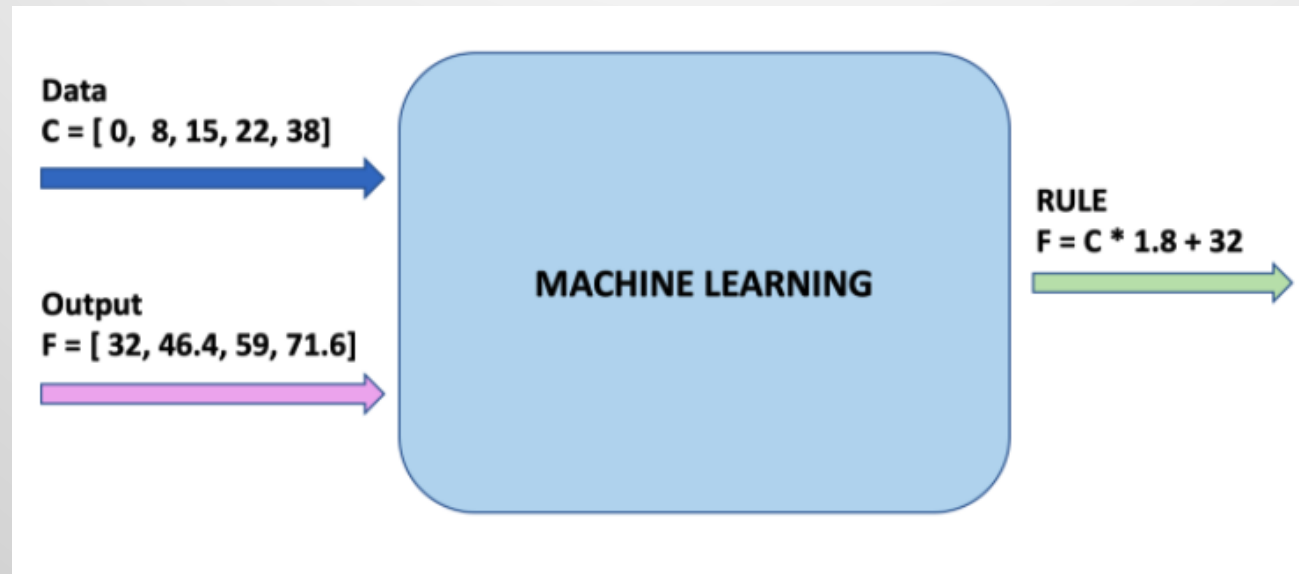 Data
C = [ 0,  8, 15, 22, 38]
Output
F = [ 32, 46.4, 59, 71.6]
MACHINE LEARNING
RULE
F = C * 1.8 + 32